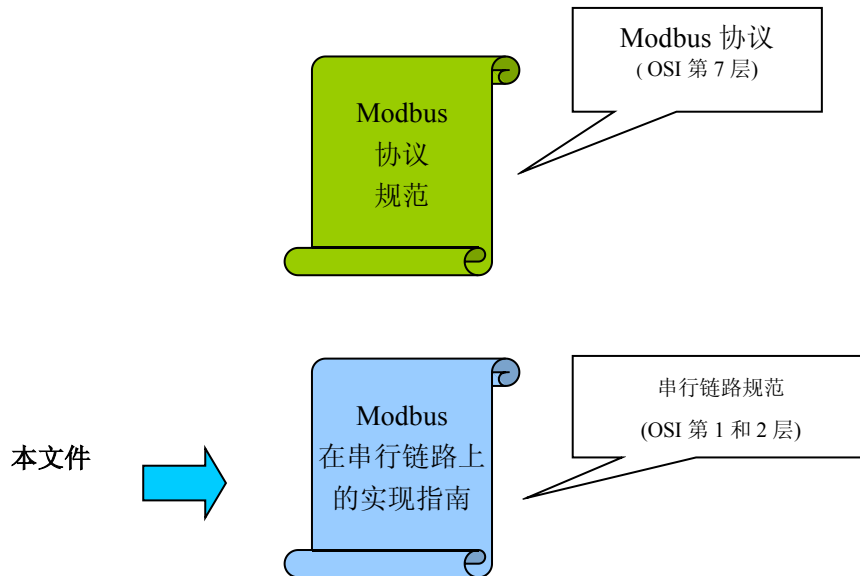 Modbus 协议
( OSI 第 7 层)
Modbus
协议
规范
串行链路规范
(OSI 第 1 和 2 层)
本文件
Modbus
在串行链路上
的实现指南